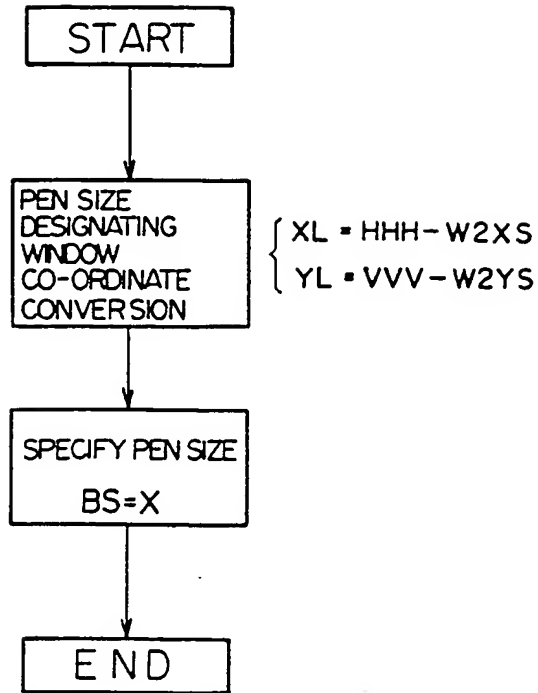 START
PEN SIZE
DESIGNATING
WINDOW
CO-ORDINATE
CONVERSION
XL = HHH-W2XS
YL = VVV-W2YS
SPECIFY PEN SIZE
BS=X
END